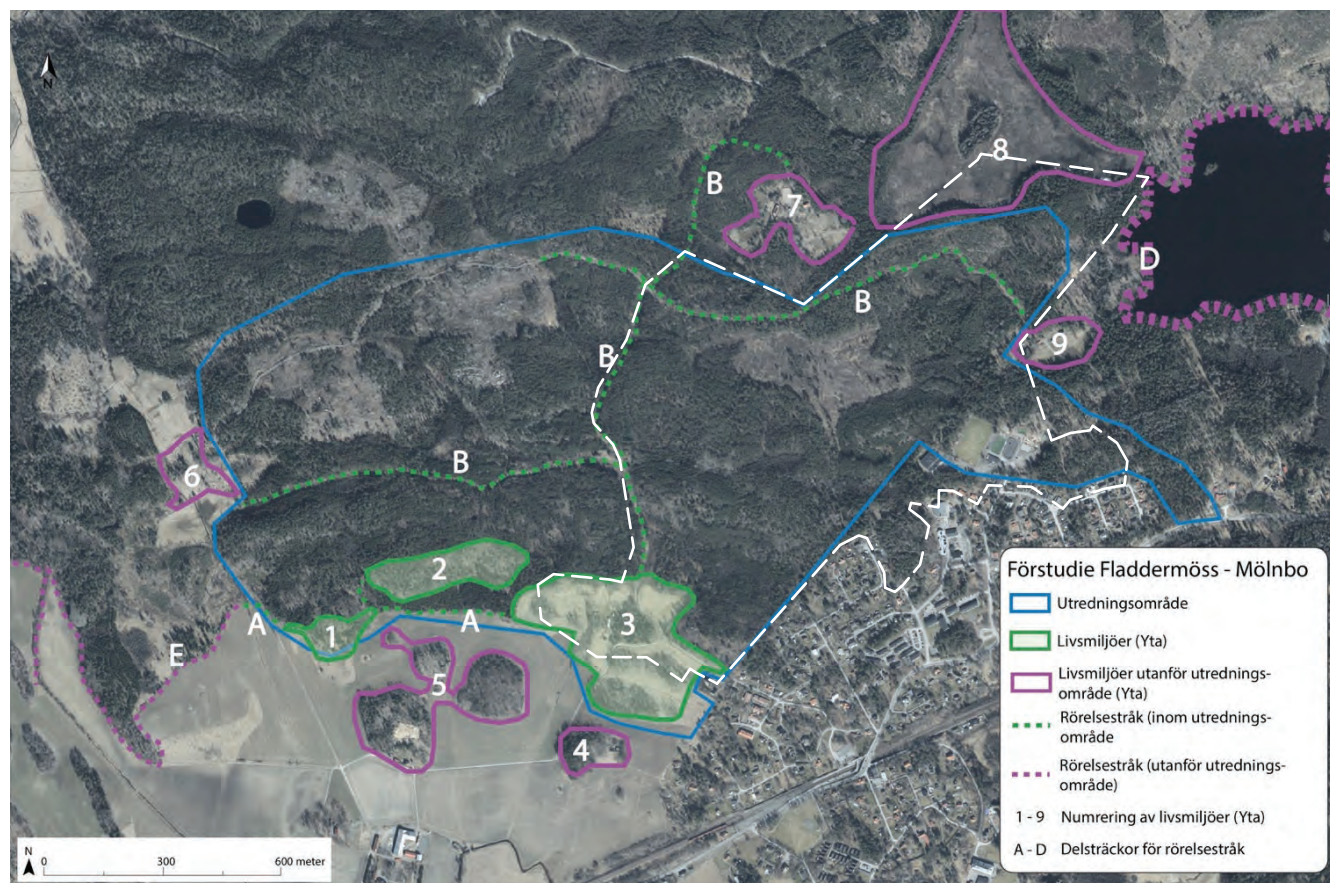 N
8
B
7
D
B
9
B
B
6
2
1
A
A
3
E
5
4
Förstudie Fladdermöss - Mölnbo
Utredningsområde
Livsmiljöer (Yta)
Livsmiljöer utanför utrednings-
område (Yta)
Rörelsestråk (inom utrednings-
område
Rörelsestråk (utanför utrednings-
område)
1 - 9 Numrering av livsmiljöer (Yta)
A - D Delsträckor för rörelsestråk
N
0 300 600 meter